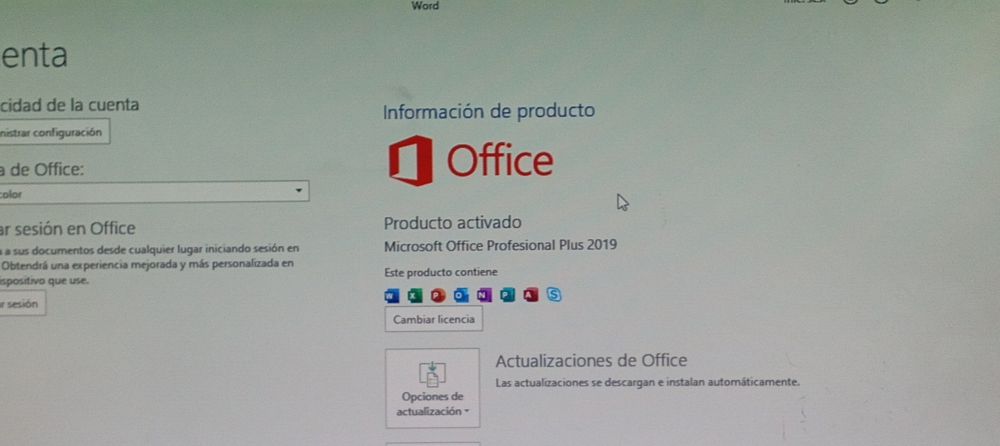 Word
enta
cidad de la cuenta
nistrar configuración
a de Office:
color
ar sesión en Office
a sus documentos desde cualquier lugar iniciando sesión en
Obtendrá una experiencia mejorada y más personalizada en
ispositivo que use.
ar sesión
Información de producto
Office
Producto activado
Microsoft Office Profesional Plus 2019
Este producto contiene
W X P O N P A S
Cambiar licencia
Opciones de
actualización
Actualizaciones de Office
Las actualizaciones se descargan e instalan automáticamente.